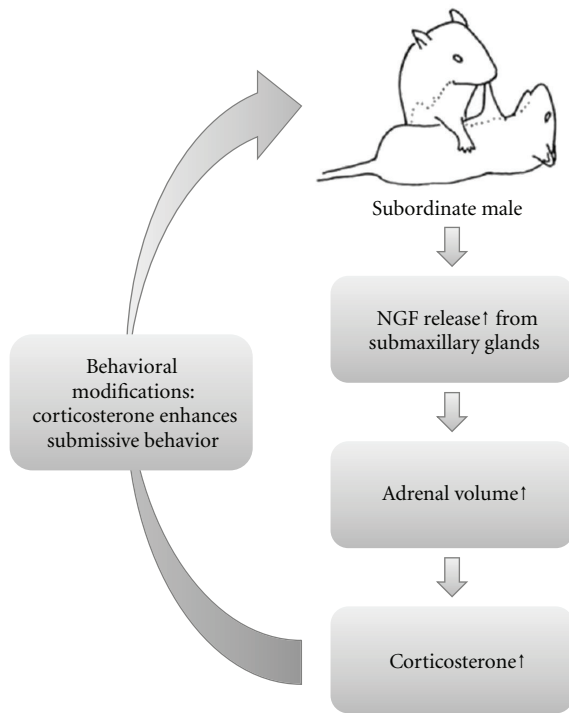 Subordinate male
NGF release↑ from
submaxillary glands
Adrenal volume↑
Corticosterone↑
Behavioral
modifications:
corticosterone enhances
submissive behavior